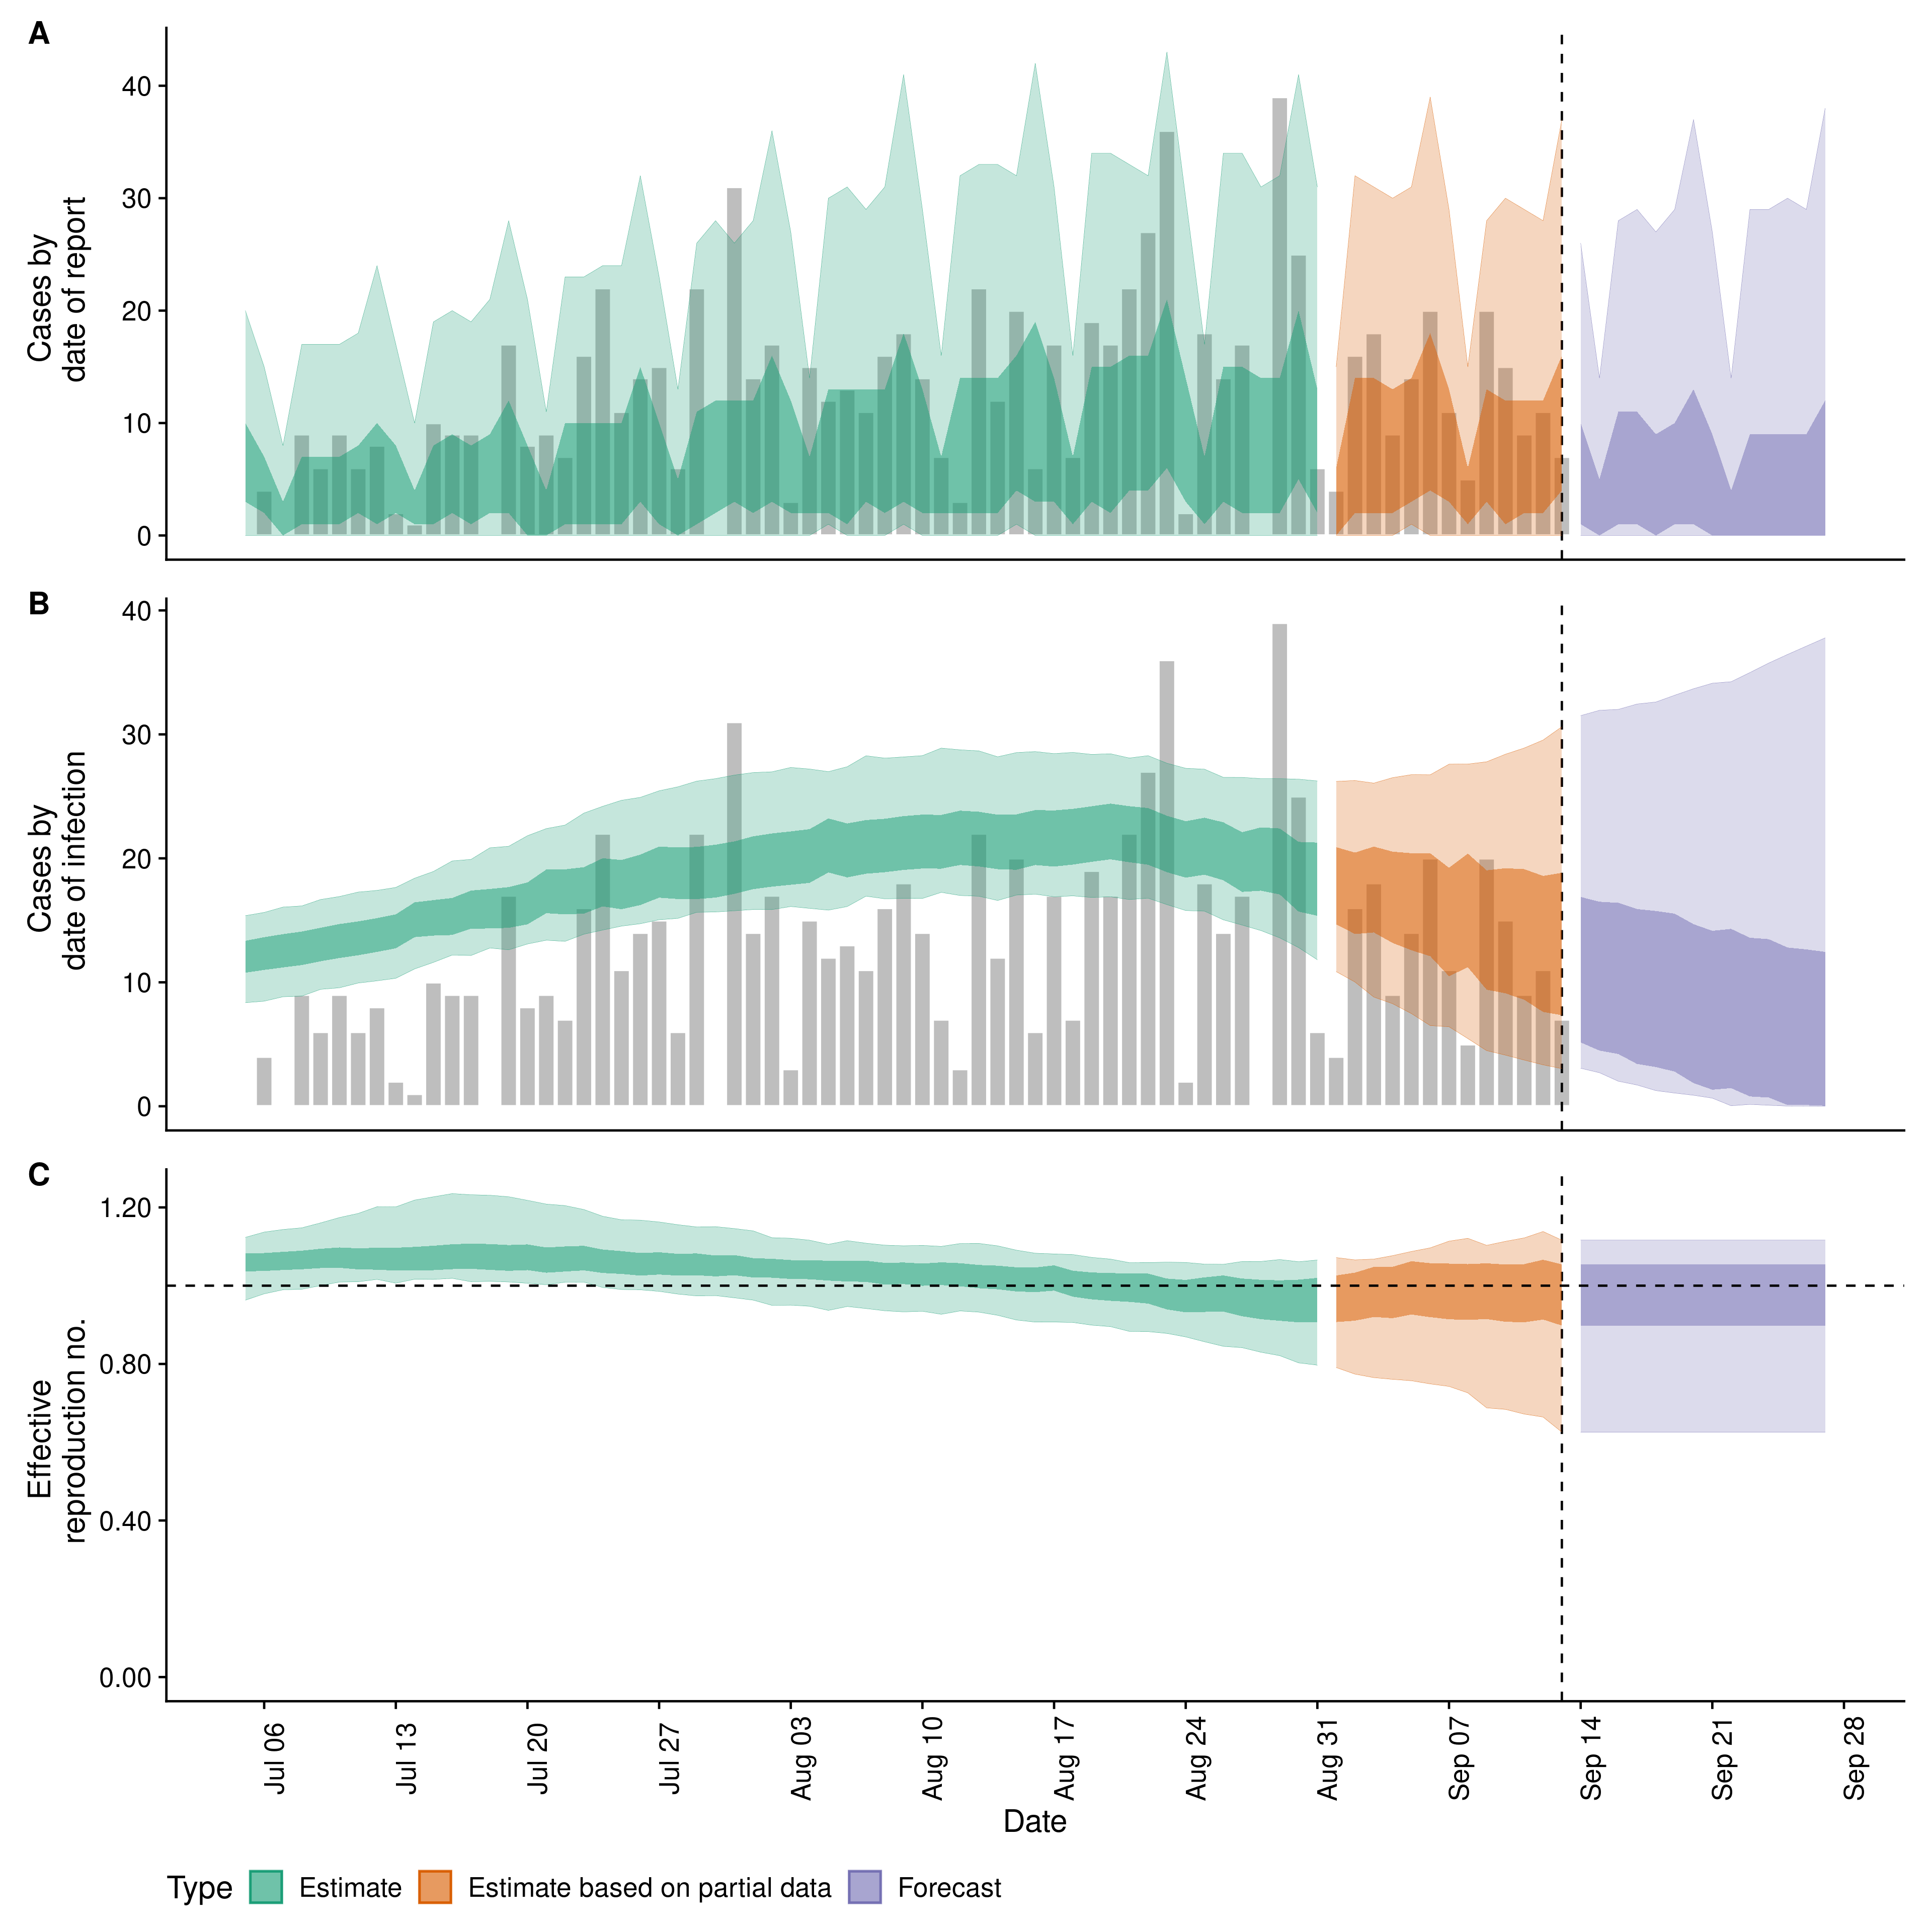 A
Cases by
date of report
40
30
20
10
0
B
Cases by
date of infection
40
30
20
10
0
C
Effective
reproduction no.
1.20
0.80
0.40
0.00
Jul 06
Jul 13
Jul 20
Jul 27
Aug 03
Aug 10
Aug 17
Aug 24
Aug 31
Sep 07
Sep 14
Sep 21
Sep 28
Date
Type Estimate Estimate based on partial data Forecast